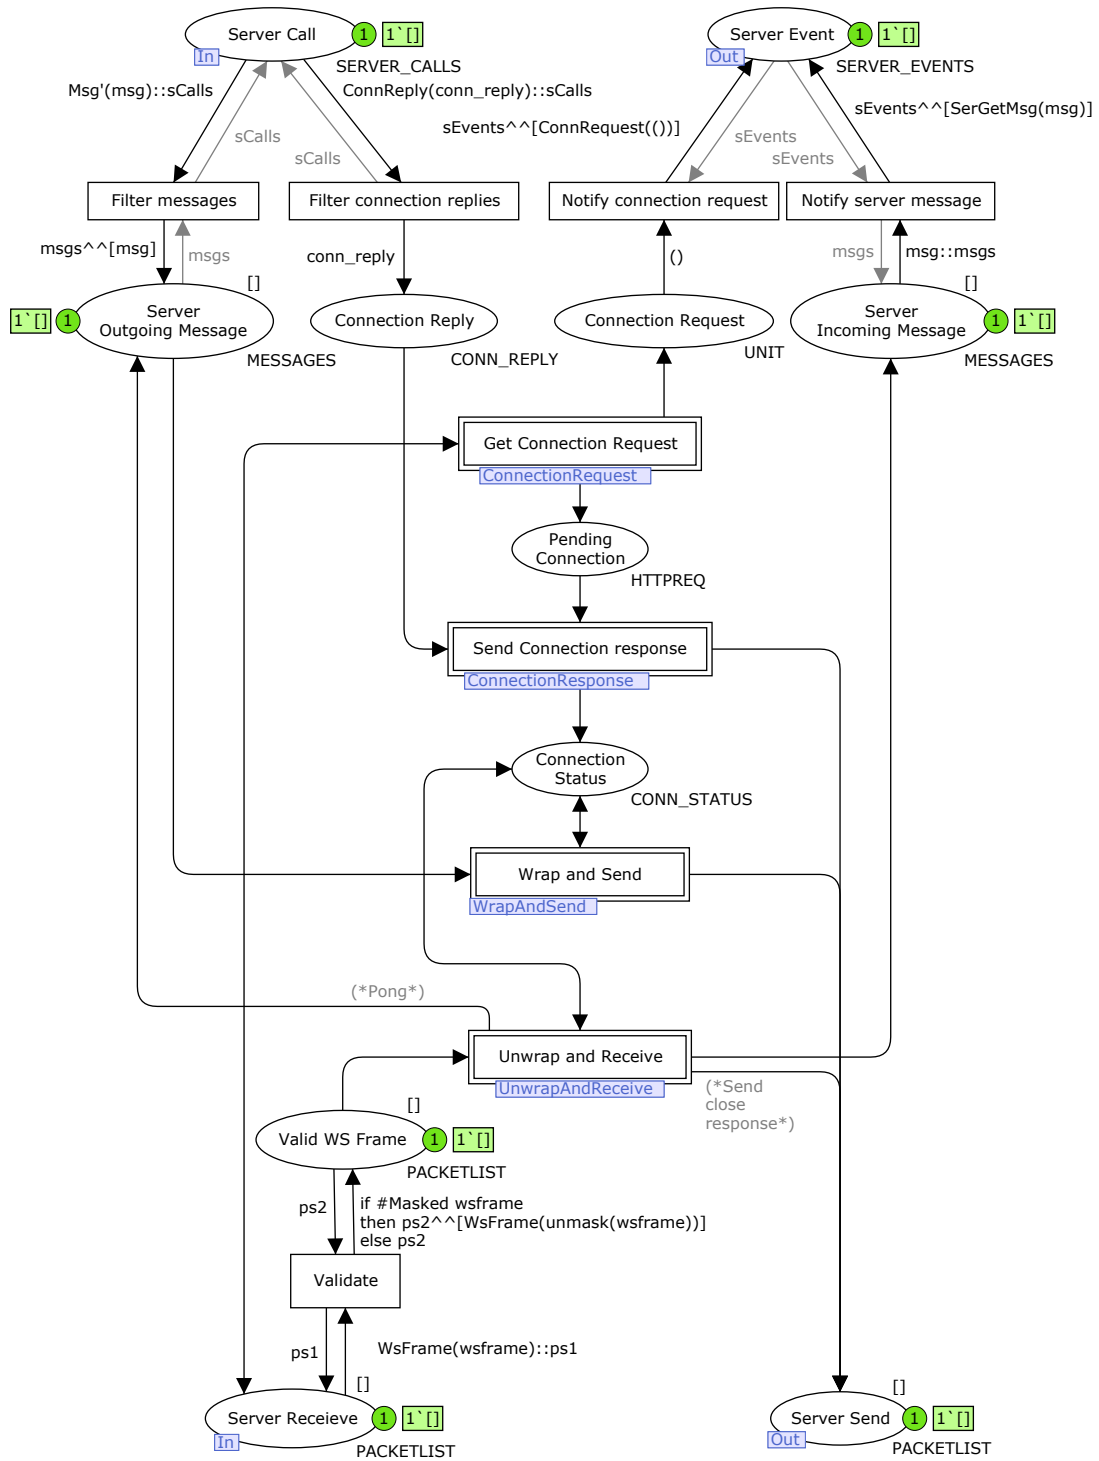 Server Call
1
1`[]
In
SERVER_CALLS
Server Event
1
1`[]
Out
SERVER_EVENTS
Msg'(msg)::sCalls
ConnReply(conn_reply)::sCalls
sEvents^^[ConnRequest(())]
sEvents^^[SerGetMsg(msg)]
sCalls
sCalls
sEvents
sEvents
Filter messages
Filter connection replies
Notify connection request
Notify server message
msgs^^[msg]
msgs
conn_reply
()
msgs
msg::msgs
[]
[]
1`[]
1
Server
Outgoing Message
MESSAGES
Connection Reply
CONN_REPLY
Connection Request
UNIT
Server
Incoming Message
1
1`[]
MESSAGES
Get Connection Request
ConnectionRequest
Pending
Connection
HTTPREQ
Send Connection response
ConnectionResponse
Connection
Status
CONN_STATUS
Wrap and Send
WrapAndSend
(*Pong*)
Unwrap and Receive
UnwrapAndReceive
(*Send
close
response*)
[]
Valid WS Frame
1
1`[]
PACKETLIST
ps2
if #Masked wsframe
then ps2^^[WsFrame(unmask(wsframe))]
else ps2
Validate
ps1
WsFrame(wsframe)::ps1
[]
Server Receieve
1
1`[]
In
PACKETLIST
[]
Server Send
1
1`[]
Out
PACKETLIST